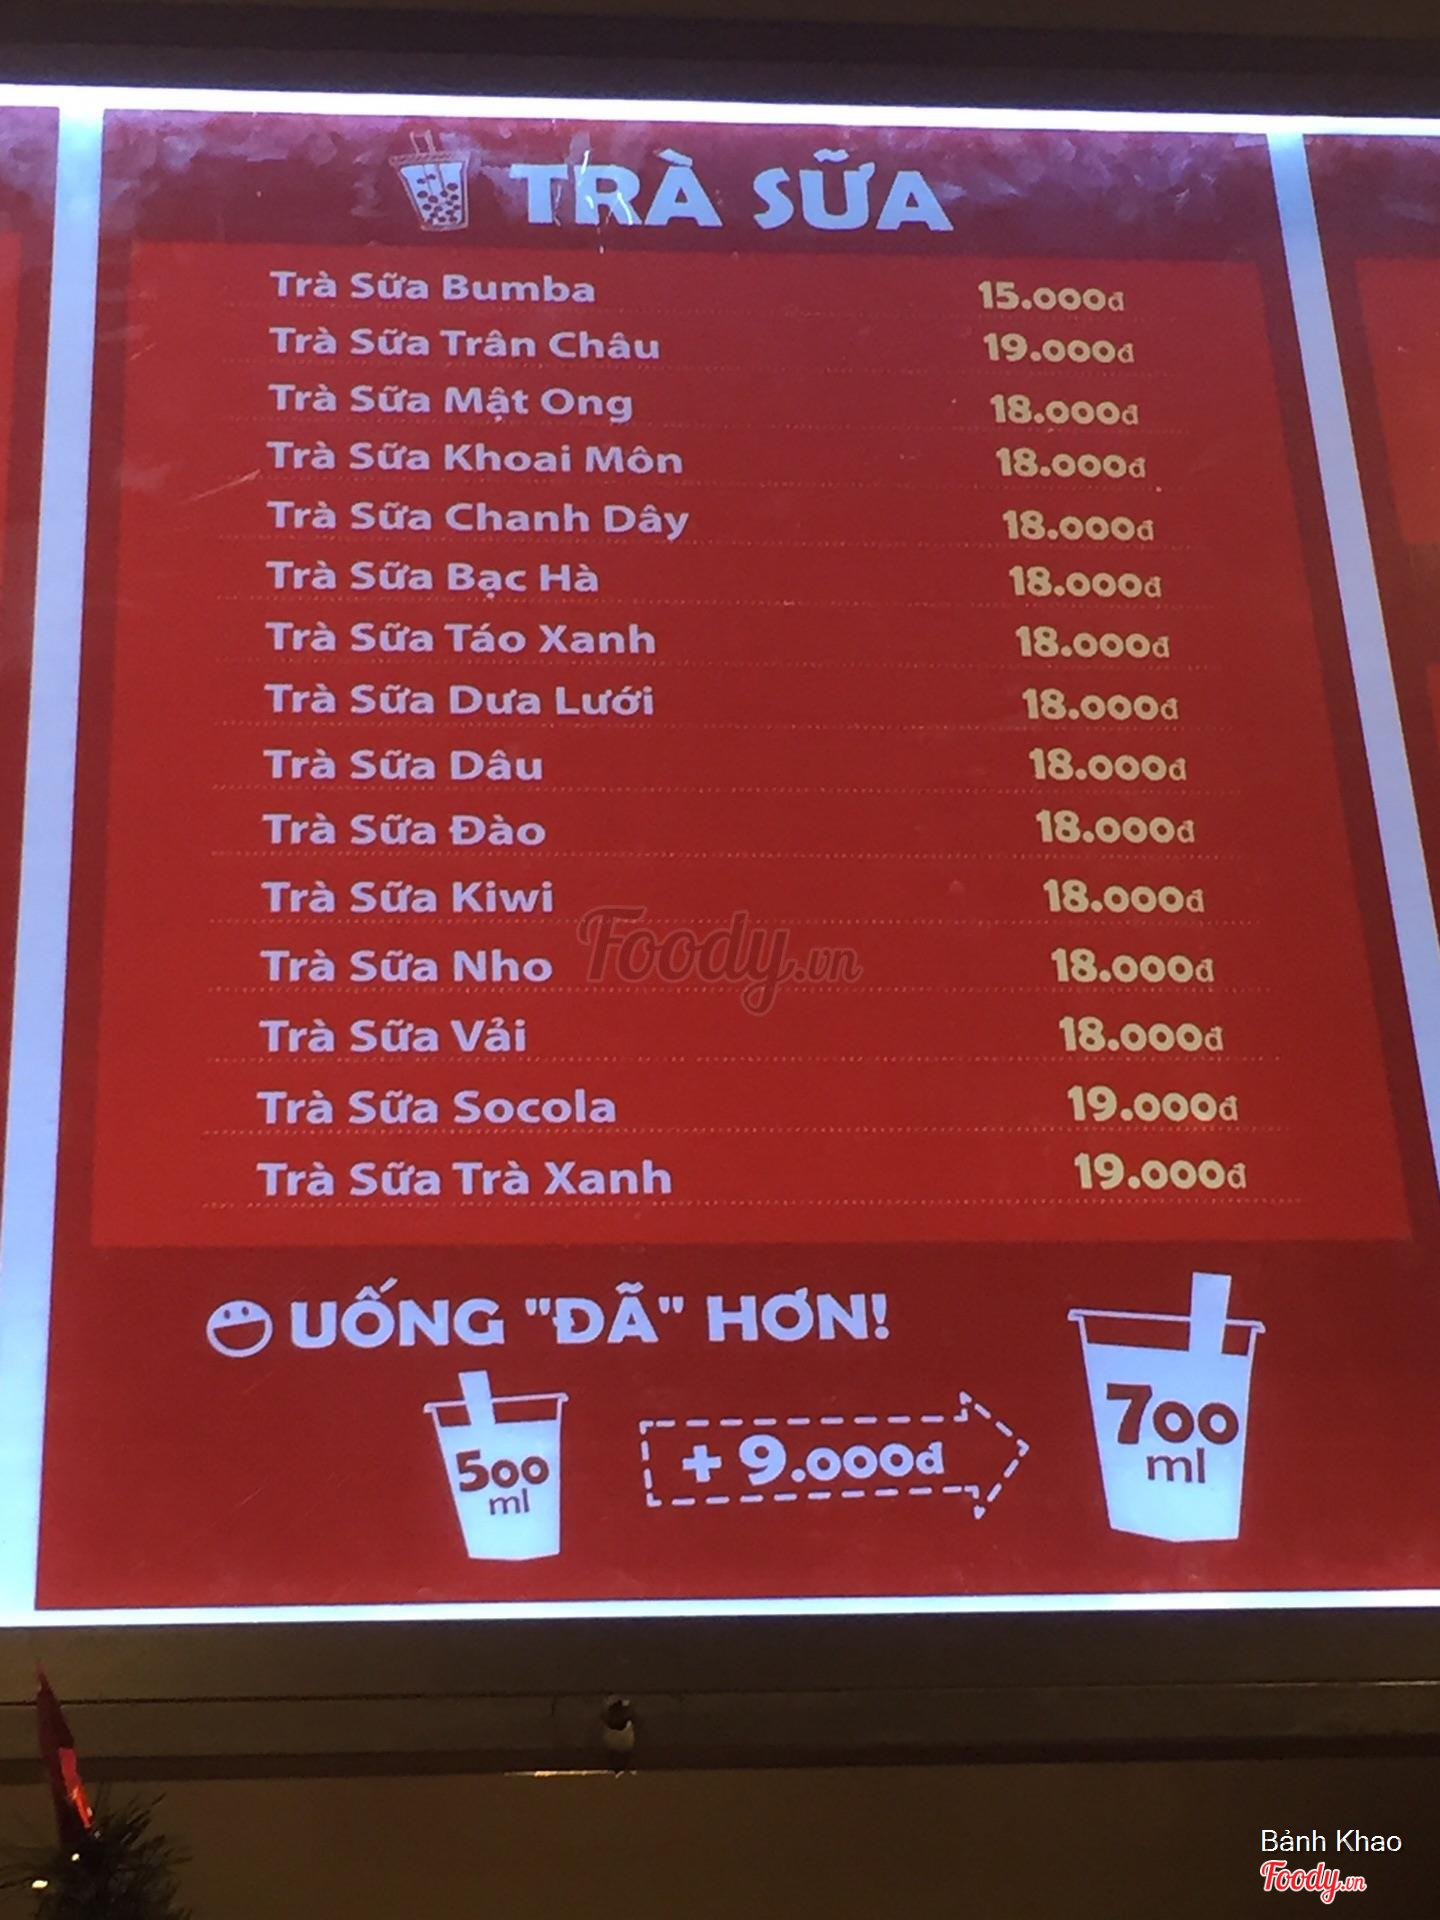 TRÀ SỮA
Trà Sữa Bumba 15.000đ
Trà Sữa Trân Châu 19.000đ
Trà Sữa Mật Ong 18.000đ
Trà Sữa Khoai Môn 18.000đ
Trà Sữa Chanh Dây 18.000đ
Trà Sữa Bạc Hà 18.000đ
Trà Sữa Táo Xanh 18.000đ
Trà Sữa Dưa Lưới 18.000đ
Trà Sữa Dâu 18.000đ
Trà Sữa Đào 18.000đ
Trà Sữa Kiwi 18.000đ
Trà Sữa Nho 18.000đ
Trà Sữa Vải 18.000đ
Trà Sữa Socola 19.000đ
Trà Sữa Trà Xanh 19.000đ
Foody.vn
UỐNG "ĐÃ" HƠN!
500 ml + 9.000đ 700 ml
Bảnh Khao
Foody.vn